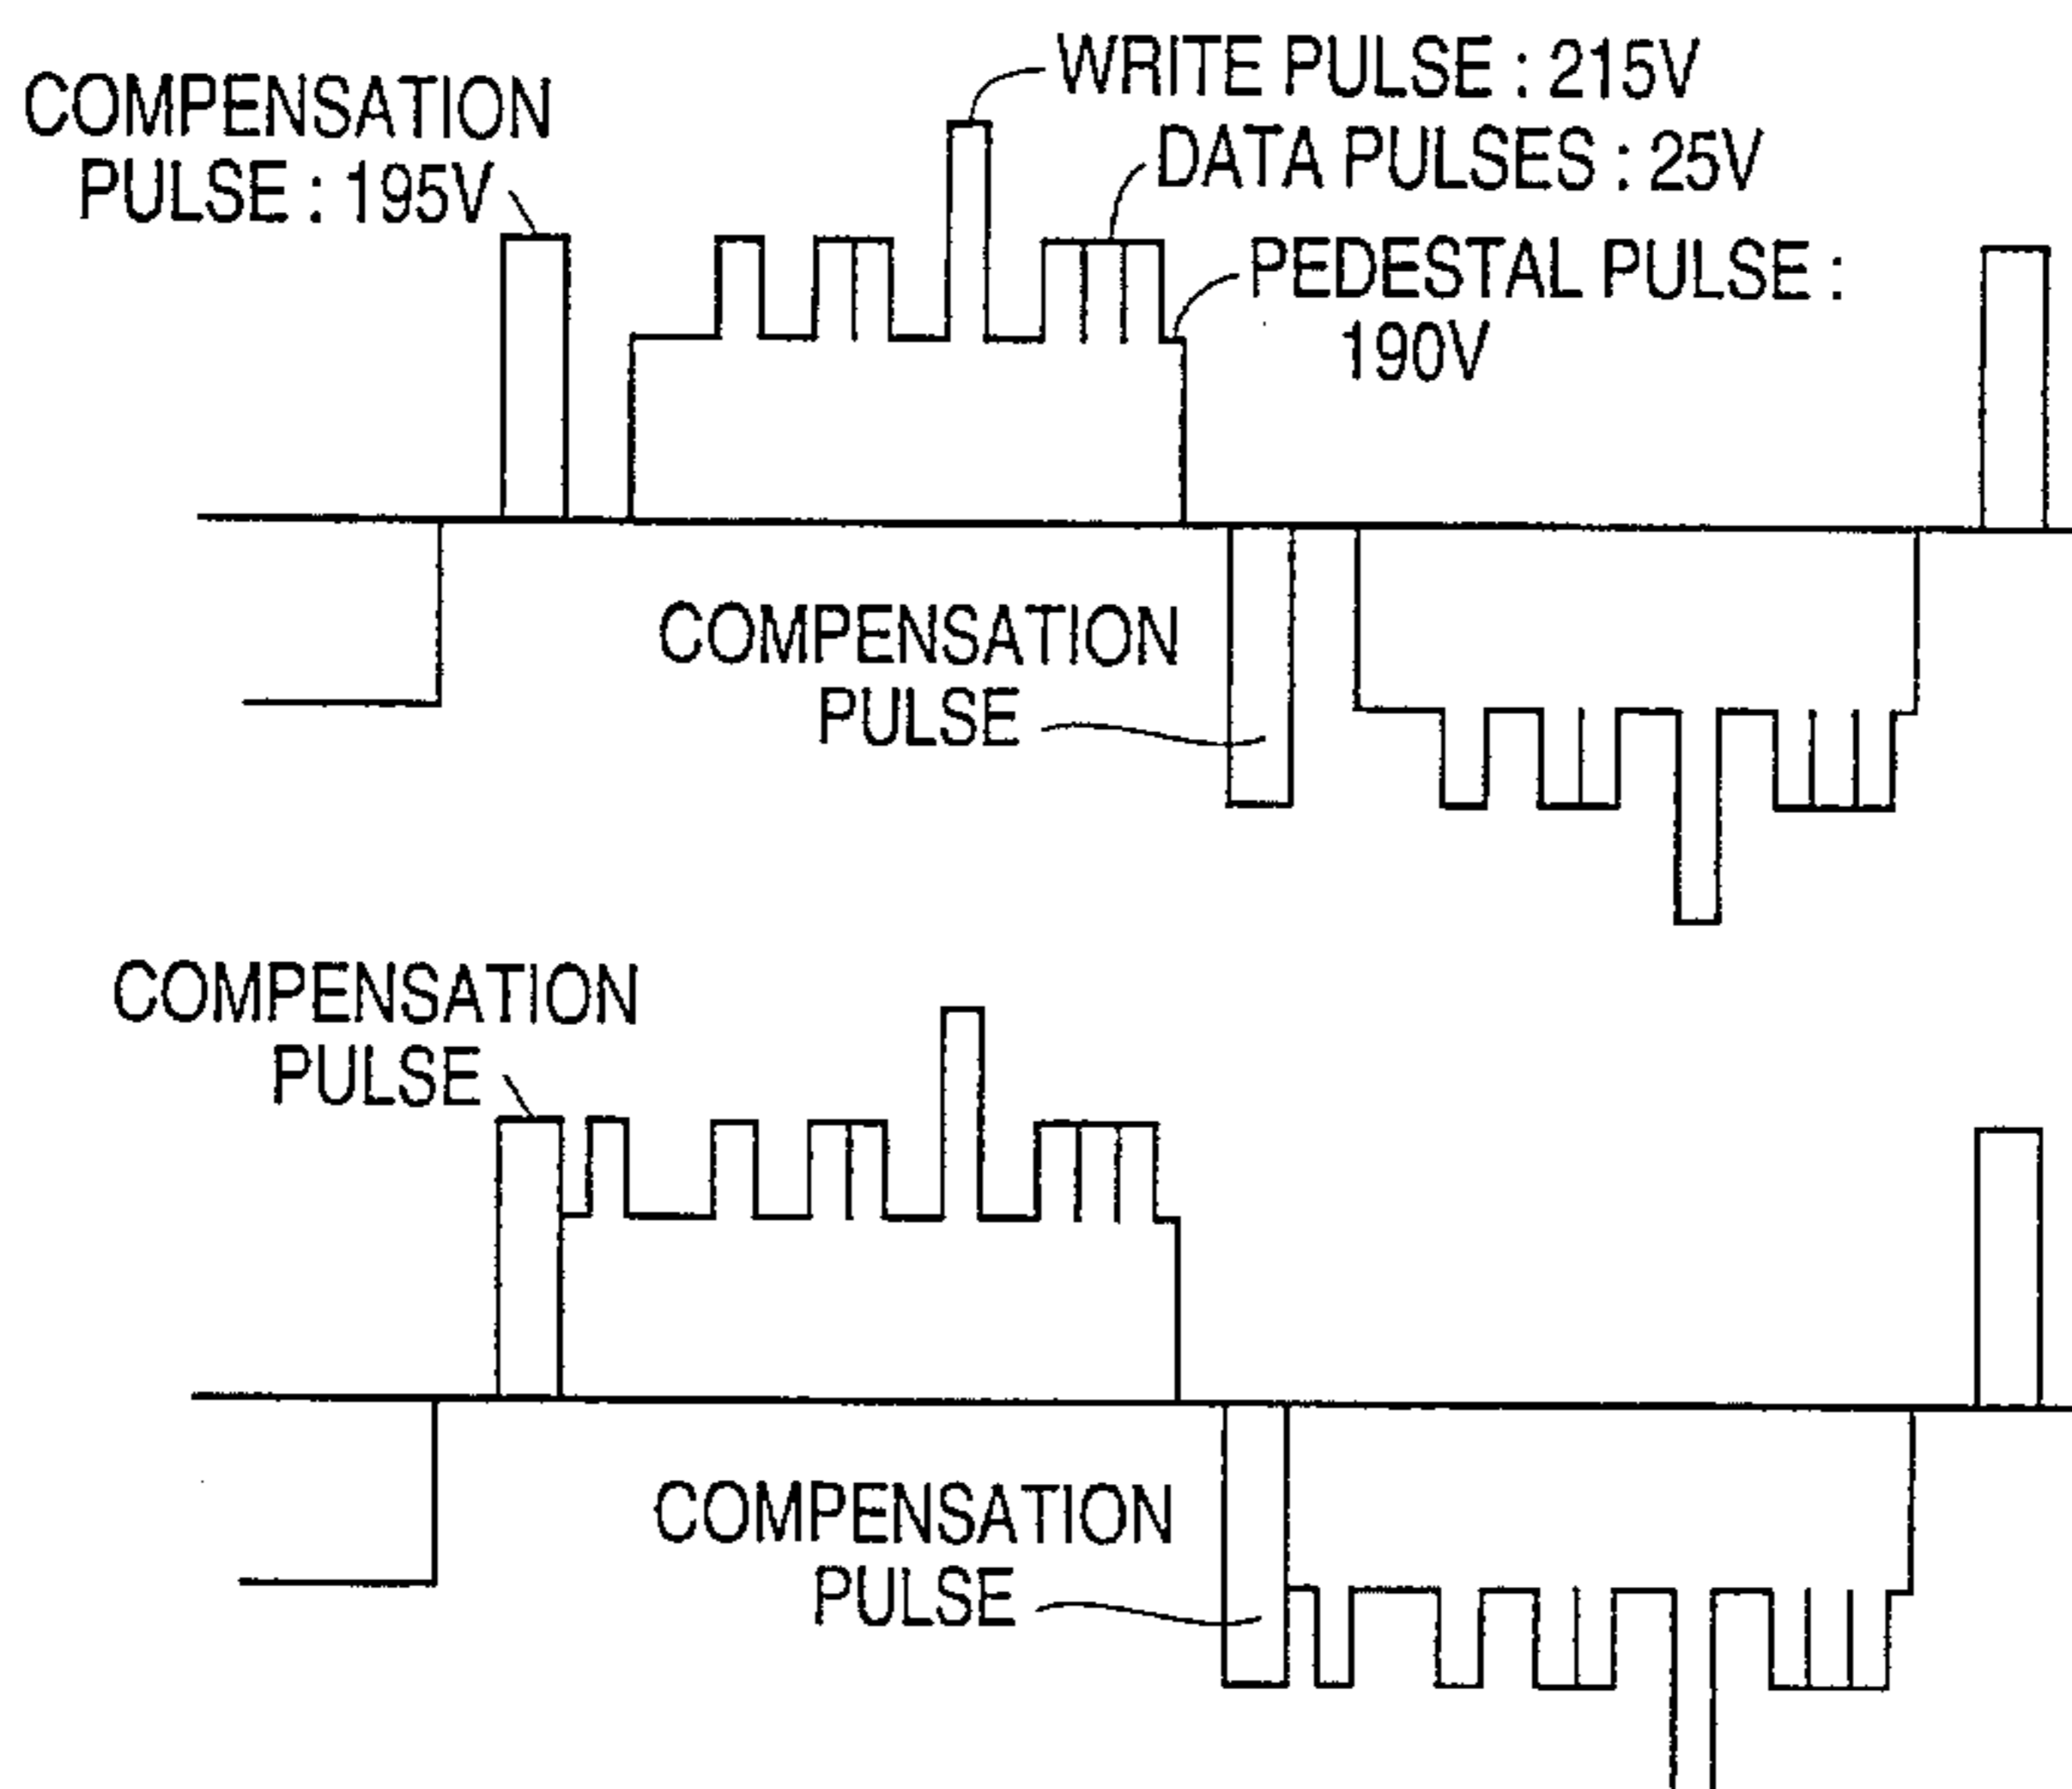 COMPENSATION
PULSE : 195V
WRITE PULSE : 215V
DATA PULSES : 25V
PEDESTAL PULSE :
190V
COMPENSATION
PULSE
COMPENSATION
PULSE
COMPENSATION
PULSE